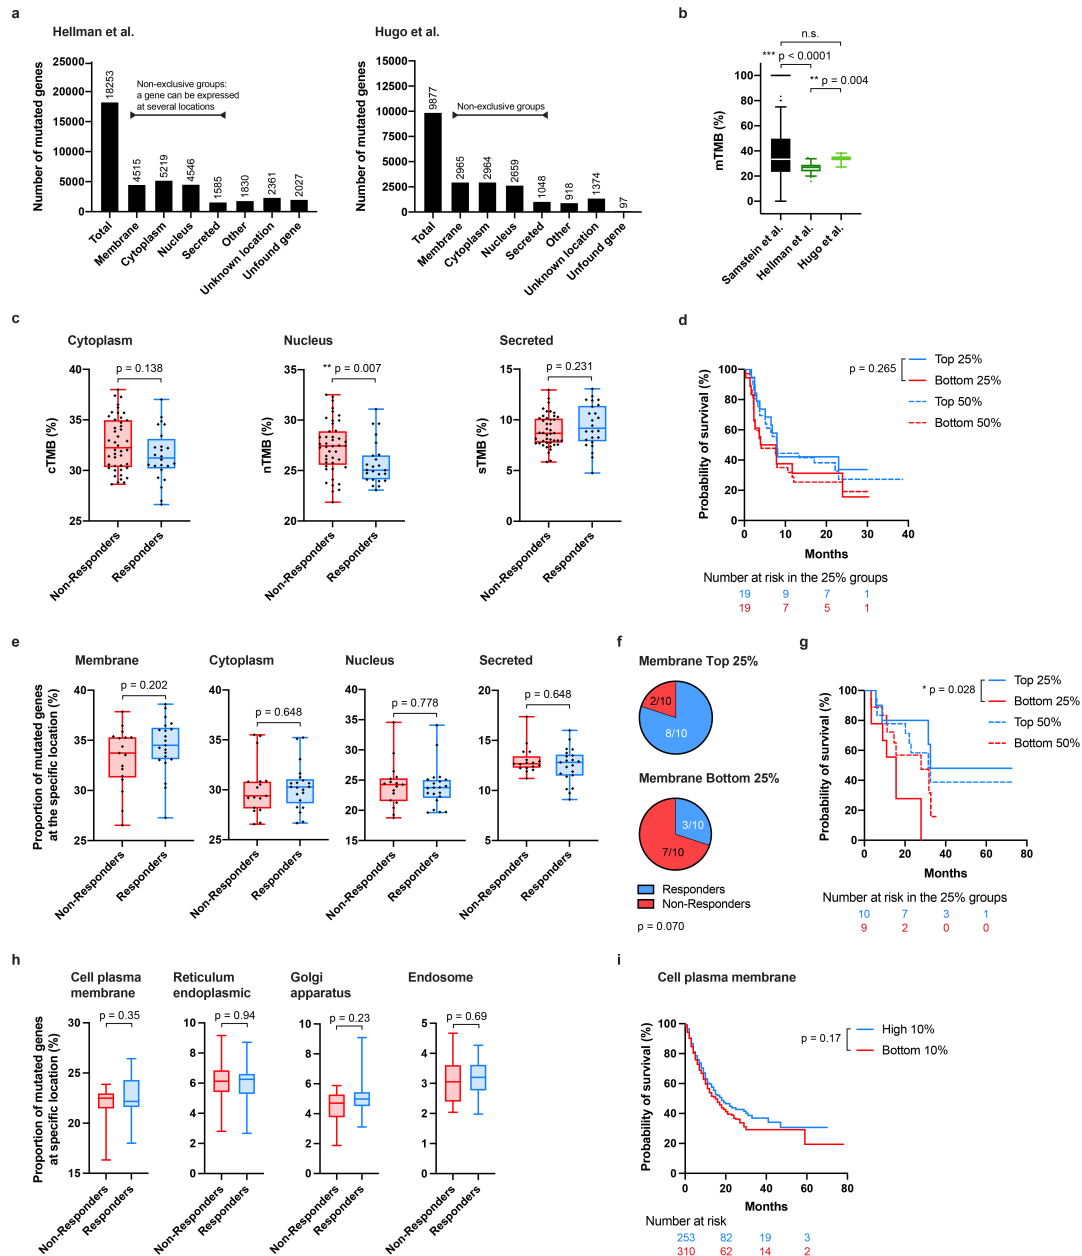 a
Hellman et al.
Number of mutated genes
25000
20000
15000
10000
5000
0
18253
4515
5219
4546
1585
1830
2361
2027
Non-exclusive groups:
a gene can be expressed
at several locations
Total
Membrane
Cytoplasm
Nucleus
Secreted
Other
Unknown location
Unfound gene
Hugo et al.
Number of mutated genes
15000
10000
5000
0
9877
2965
2964
2659
1048
918
1374
97
Non-exclusive groups
Total
Membrane
Cytoplasm
Nucleus
Secreted
Other
Unknown location
Unfound gene
b
n.s.
*** p < 0.0001
** p = 0.004
mTMB (%)
100
80
60
40
20
0
Samstein et al.
Hellman et al.
Hugo et al.
c
Cytoplasm
p = 0.138
cTMB (%)
40
35
30
25
Non-Responders
Responders
Nucleus
** p = 0.007
nTMB (%)
35
30
25
20
Non-Responders
Responders
Secreted
p = 0.231
sTMB (%)
15
10
5
0
Non-Responders
Responders
d
p = 0.265
Top 25%
Bottom 25%
Top 50%
Bottom 50%
Probability of survival (%)
100
80
60
40
20
0
0 10 20 30 40
Months
Number at risk in the 25% groups
19 9 7 1
19 7 5 1
e
Proportion of mutated genes
at the specific location (%)
Membrane
p = 0.202
40
35
30
25
Non-Responders
Responders
Cytoplasm
p = 0.648
40
35
30
25
Non-Responders
Responders
Nucleus
p = 0.778
40
35
30
25
20
15
Non-Responders
Responders
Secreted
p = 0.648
20
15
10
5
Non-Responders
Responders
f
Membrane Top 25%
2/10
8/10
Membrane Bottom 25%
3/10
7/10
Responders
Non-Responders
p = 0.070
g
* p = 0.028
Top 25%
Bottom 25%
Top 50%
Bottom 50%
Probability of survival (%)
100
80
60
40
20
0
0 20 40 60 80
Months
Number at risk in the 25% groups
10 7 3 1
9 2 0 0
h
Proportion of mutated genes
at specific location (%)
Cell plasma
membrane
p = 0.35
30
25
20
15
Non-Responders
Responders
Reticulum
endoplasmic
p = 0.94
10
8
6
4
2
0
Non-Responders
Responders
Golgi
apparatus
p = 0.23
10
8
6
4
2
0
Non-Responders
Responders
Endosome
p = 0.69
5
4
3
2
1
0
Non-Responders
Responders
i
Cell plasma membrane
p = 0.17
High 10%
Bottom 10%
Probability of survival (%)
100
80
60
40
20
0
0 20 40 60 80
Months
Number at risk
253 82 19 3
310 62 14 2